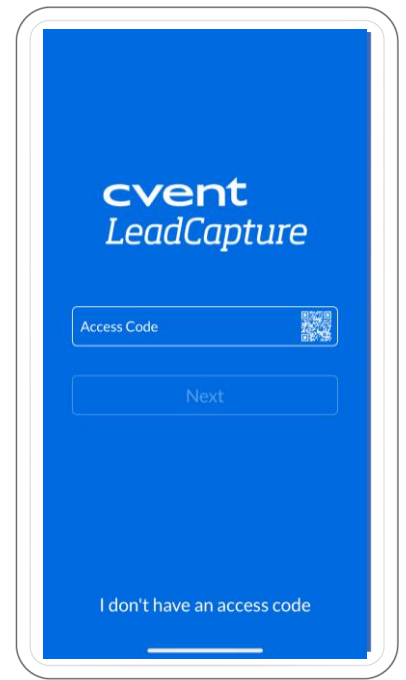 cvent
LeadCapture
Access Code
Next
I don't have an access code